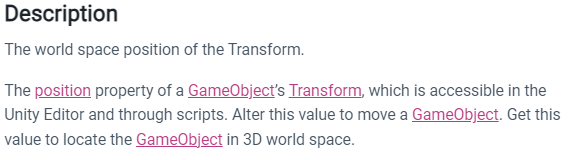 Description
The world space position of the Transform.
The position property of a GameObject's Transform, which is accessible in the
Unity Editor and through scripts. Alter this value to move a GameObject. Get this
value to locate the GameObject in 3D world space.